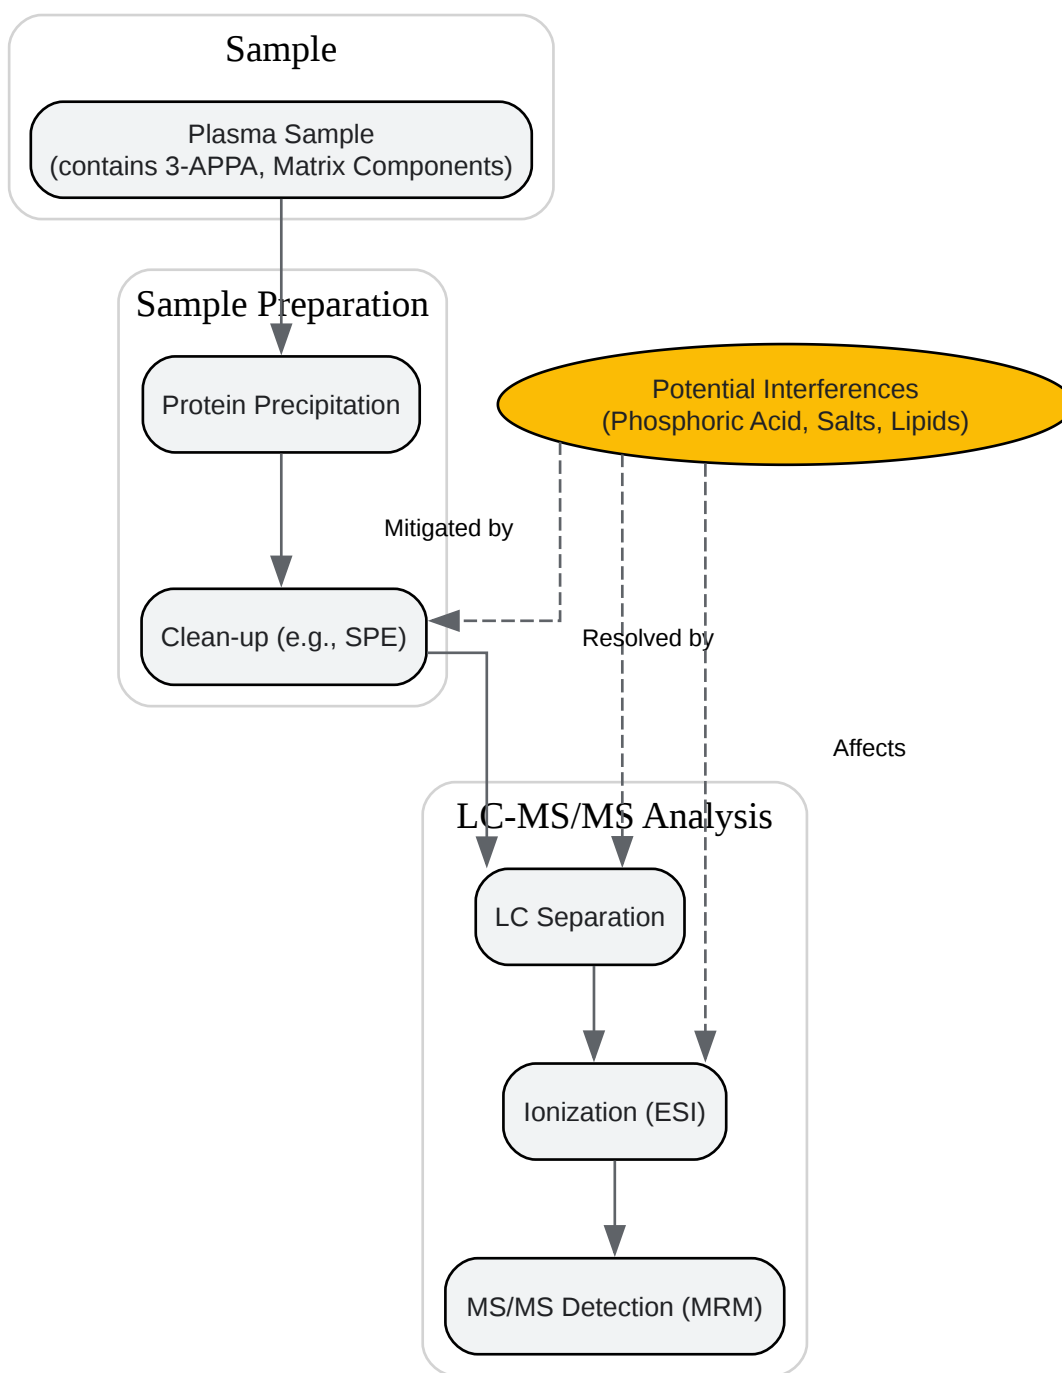 Sample
Plasma Sample
(contains 3-APPA, Matrix Components)
Sample Preparation
Protein Precipitation
Potential Interferences
(Phosphoric Acid, Salts, Lipids)
Mitigated by
Clean-up (e.g., SPE)
Resolved by
Affects
LC-MS/MS Analysis
LC Separation
Ionization (ESI)
MS/MS Detection (MRM)